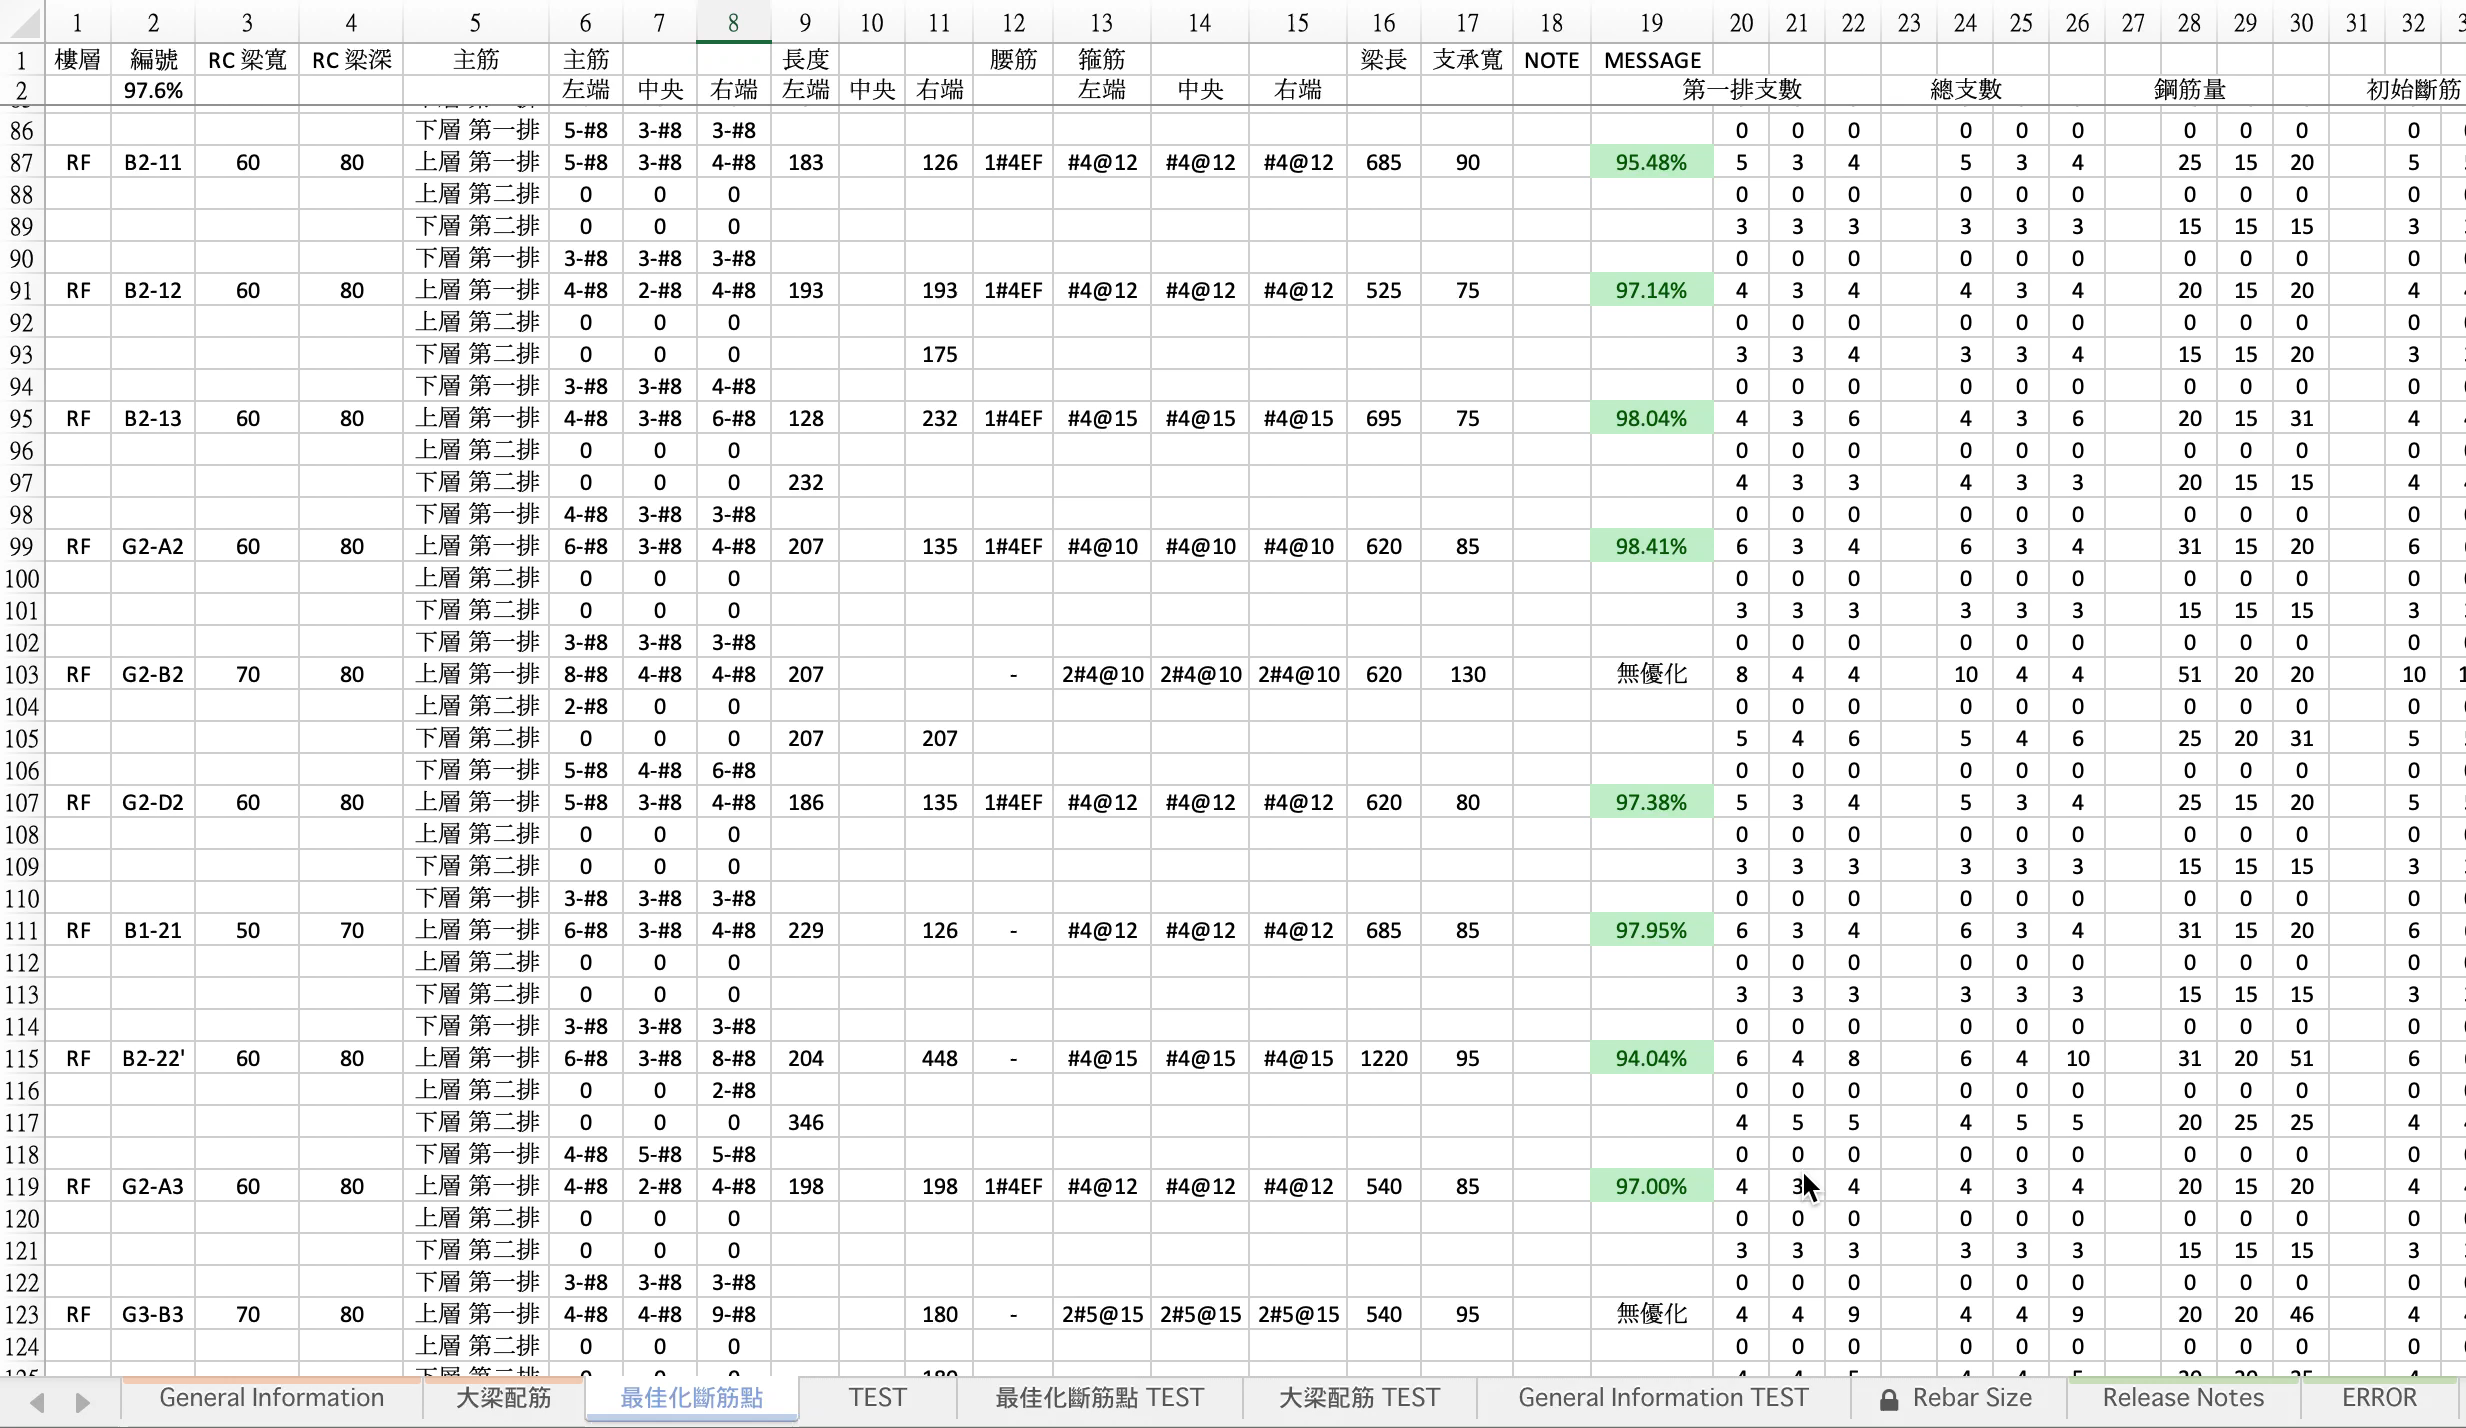 1 2 3 4 5 6 7 8 9 10 11 12 13 14 15 16 17 18 19 20 21 22 23 24 25 26 27 28 29 30 31 32
1 樓層 編號 RC 梁寬 RC 梁深 主筋 主筋 長度 腰筋 箍筋 梁長 支承寬 NOTE MESSAGE
2 97.6% 左端 中央 右端 左端 中央 右端 左端 中央 右端 第一排支數 總支數 鋼筋量 初始斷筋
86 下層 第一排 5-#8 3-#8 3-#8 0 0 0 0 0 0 0 0 0 0
87 RF B2-11 60 80 上層 第一排 5-#8 3-#8 4-#8 183 126 1#4EF #4@12 #4@12 #4@12 685 90 95.48% 5 3 4 5 3 4 25 15 20 5
88 上層 第二排 0 0 0 0 0 0 0 0 0 0 0 0 0
89 下層 第二排 0 0 0 3 3 3 3 3 3 15 15 15 3
90 下層 第一排 3-#8 3-#8 3-#8 0 0 0 0 0 0 0 0 0 0
91 RF B2-12 60 80 上層 第一排 4-#8 2-#8 4-#8 193 193 1#4EF #4@12 #4@12 #4@12 525 75 97.14% 4 3 4 4 3 4 20 15 20 4
92 上層 第二排 0 0 0 0 0 0 0 0 0 0 0 0 0
93 下層 第二排 0 0 0 175 3 3 4 3 3 4 15 15 20 3
94 下層 第一排 3-#8 3-#8 4-#8 0 0 0 0 0 0 0 0 0 0
95 RF B2-13 60 80 上層 第一排 4-#8 3-#8 6-#8 128 232 1#4EF #4@15 #4@15 #4@15 695 75 98.04% 4 3 6 4 3 6 20 15 31 4
96 上層 第二排 0 0 0 0 0 0 0 0 0 0 0 0 0
97 下層 第二排 0 0 0 232 4 3 3 4 3 3 20 15 15 4
98 下層 第一排 4-#8 3-#8 3-#8 0 0 0 0 0 0 0 0 0 0
99 RF G2-A2 60 80 上層 第一排 6-#8 3-#8 4-#8 207 135 1#4EF #4@10 #4@10 #4@10 620 85 98.41% 6 3 4 6 3 4 31 15 20 6
100 上層 第二排 0 0 0 0 0 0 0 0 0 0 0 0 0
101 下層 第二排 0 0 0 3 3 3 3 3 3 15 15 15 3
102 下層 第一排 3-#8 3-#8 3-#8 0 0 0 0 0 0 0 0 0 0
103 RF G2-B2 70 80 上層 第一排 8-#8 4-#8 4-#8 207 - 2#4@10 2#4@10 2#4@10 620 130 無優化 8 4 4 10 4 4 51 20 20 10
104 上層 第二排 2-#8 0 0 0 0 0 0 0 0 0 0 0 0
105 下層 第二排 0 0 0 207 207 5 4 6 5 4 6 25 20 31 5
106 下層 第一排 5-#8 4-#8 6-#8 0 0 0 0 0 0 0 0 0 0
107 RF G2-D2 60 80 上層 第一排 5-#8 3-#8 4-#8 186 135 1#4EF #4@12 #4@12 #4@12 620 80 97.38% 5 3 4 5 3 4 25 15 20 5
108 上層 第二排 0 0 0 0 0 0 0 0 0 0 0 0 0
109 下層 第二排 0 0 0 3 3 3 3 3 3 15 15 15 3
110 下層 第一排 3-#8 3-#8 3-#8 0 0 0 0 0 0 0 0 0 0
111 RF B1-21 50 70 上層 第一排 6-#8 3-#8 4-#8 229 126 - #4@12 #4@12 #4@12 685 85 97.95% 6 3 4 6 3 4 31 15 20 6
112 上層 第二排 0 0 0 0 0 0 0 0 0 0 0 0 0
113 下層 第二排 0 0 0 3 3 3 3 3 3 15 15 15 3
114 下層 第一排 3-#8 3-#8 3-#8 0 0 0 0 0 0 0 0 0 0
115 RF B2-22' 60 80 上層 第一排 6-#8 3-#8 8-#8 204 448 - #4@15 #4@15 #4@15 1220 95 94.04% 6 4 8 6 4 10 31 20 51 6
116 上層 第二排 0 0 2-#8 0 0 0 0 0 0 0 0 0 0
117 下層 第二排 0 0 0 346 4 5 5 4 5 5 20 25 25 4
118 下層 第一排 4-#8 5-#8 5-#8 0 0 0 0 0 0 0 0 0 0
119 RF G2-A3 60 80 上層 第一排 4-#8 2-#8 4-#8 198 198 1#4EF #4@12 #4@12 #4@12 540 85 97.00% 4 3 4 4 3 4 20 15 20 4
120 上層 第二排 0 0 0 0 0 0 0 0 0 0 0 0 0
121 下層 第二排 0 0 0 3 3 3 3 3 3 15 15 15 3
122 下層 第一排 3-#8 3-#8 3-#8 0 0 0 0 0 0 0 0 0 0
123 RF G3-B3 70 80 上層 第一排 4-#8 4-#8 9-#8 180 - 2#5@15 2#5@15 2#5@15 540 95 無優化 4 4 9 4 4 9 20 20 46 4
124 上層 第二排 0 0 0 0 0 0 0 0 0 0 0 0 0
General Information 大梁配筋 最佳化斷筋點 TEST 最佳化斷筋點 TEST 大梁配筋 TEST General Information TEST Rebar Size Release Notes ERROR